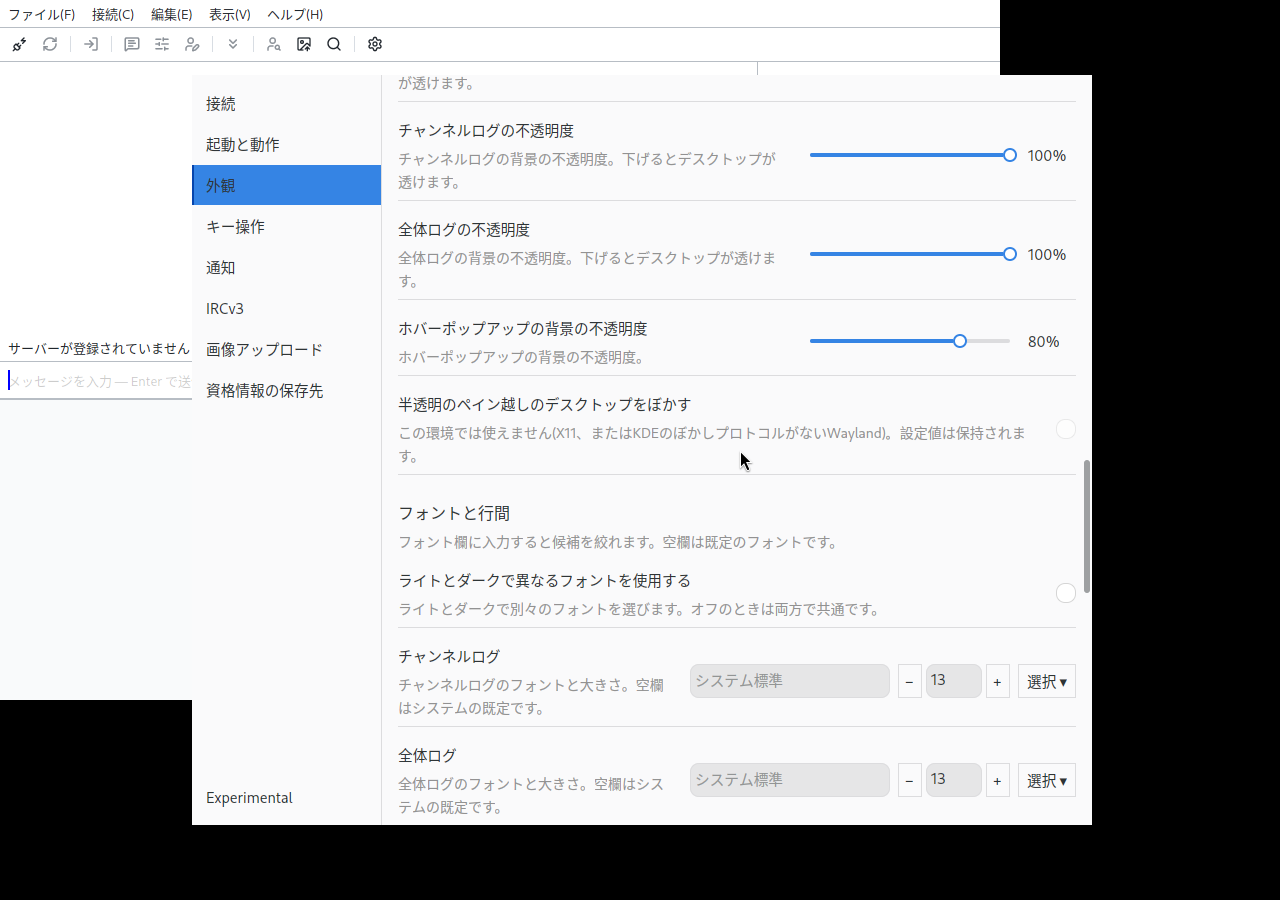 ファイル(F) 接続(C) 編集(E) 表示(V) ヘルプ(H)
接続
起動と動作
外観
キー操作
通知
IRCv3
画像アップロード
資格情報の保存先
Experimental
サーバーが登録されていません
メッセージを入力 — Enter で送
が透けます。
チャンネルログの不透明度
チャンネルログの背景の不透明度。下げるとデスクトップが
透けます。
100%
全体ログの不透明度
全体ログの背景の不透明度。下げるとデスクトップが透けま
す。
100%
ホバーポップアップの背景の不透明度
ホバーポップアップの背景の不透明度。
80%
半透明のペイン越しのデスクトップをぼかす
この環境では使えません(X11、またはKDEのぼかしプロトコルがないWayland)。設定値は保持されま
す。
フォントと行間
フォント欄に入力すると候補を絞れます。空欄は既定のフォントです。
ライトとダークで異なるフォントを使用する
ライトとダークで別々のフォントを選びます。オフのときは両方で共通です。
チャンネルログ
チャンネルログのフォントと大きさ。空欄
はシステムの既定です。
システム標準 − 13 + 選択 ▾
全体ログ
全体ログのフォントと大きさ。空欄はシス
テムの既定です。
システム標準 − 13 + 選択 ▾